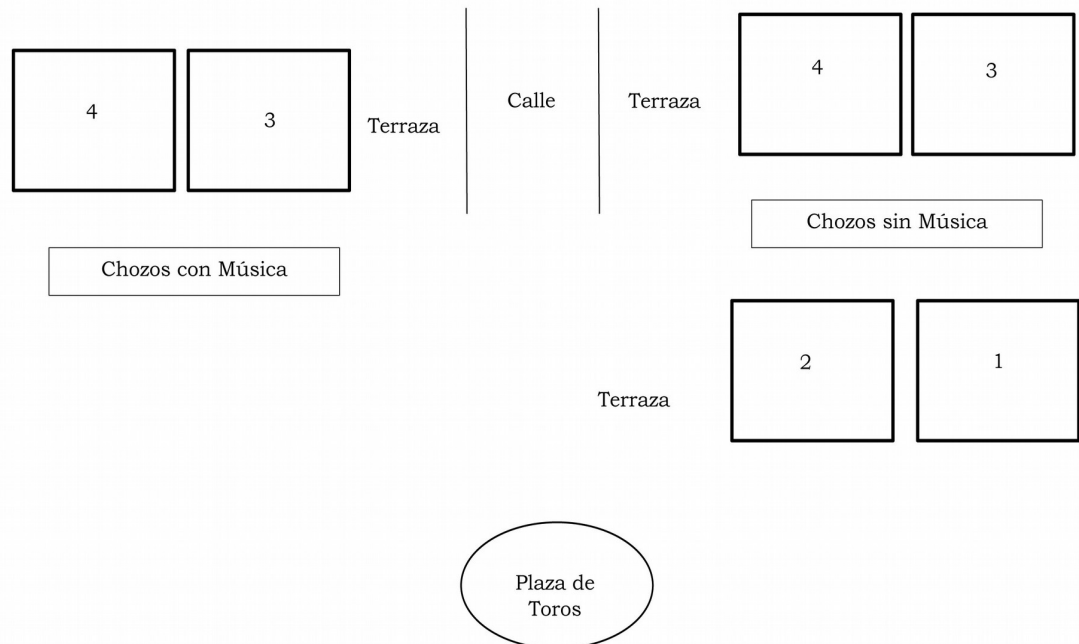 4
3
Terraza
Calle
Terraza
4
3
Chozos sin Música
Chozos con Música
2
1
Terraza
Plaza de
Toros